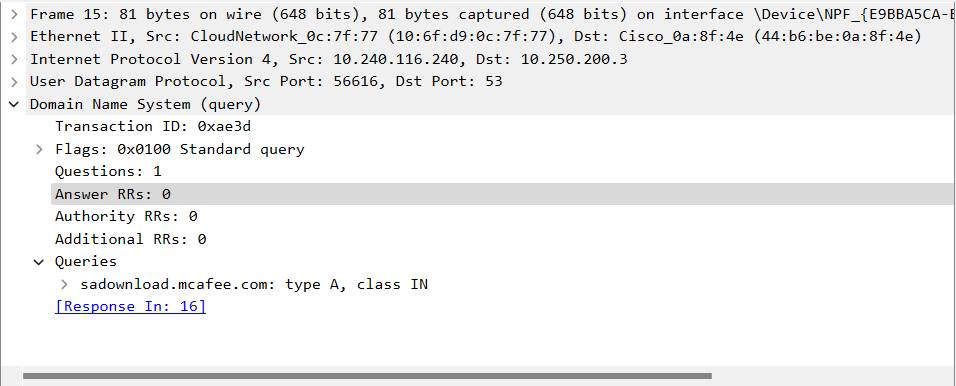 Frame 15: 81 bytes on wire (648 bits), 81 bytes captured (648 bits) on interface \Device\NPF_{E9BBA5CA-
Ethernet II, Src: CloudNetwork_0c:7f:77 (10:6f:d9:0c:7f:77), Dst: Cisco_0a:8f:4e (44:b6:be:0a:8f:4e)
Internet Protocol Version 4, Src: 10.240.116.240, Dst: 10.250.200.3
User Datagram Protocol, Src Port: 56616, Dst Port: 53
Domain Name System (query)
Transaction ID: 0xae3d
Flags: 0x0100 Standard query
Questions: 1
Answer RRs: 0
Authority RRs: 0
Additional RRs: 0
Queries
sadownload.mcafee.com: type A, class IN
[Response In: 16]